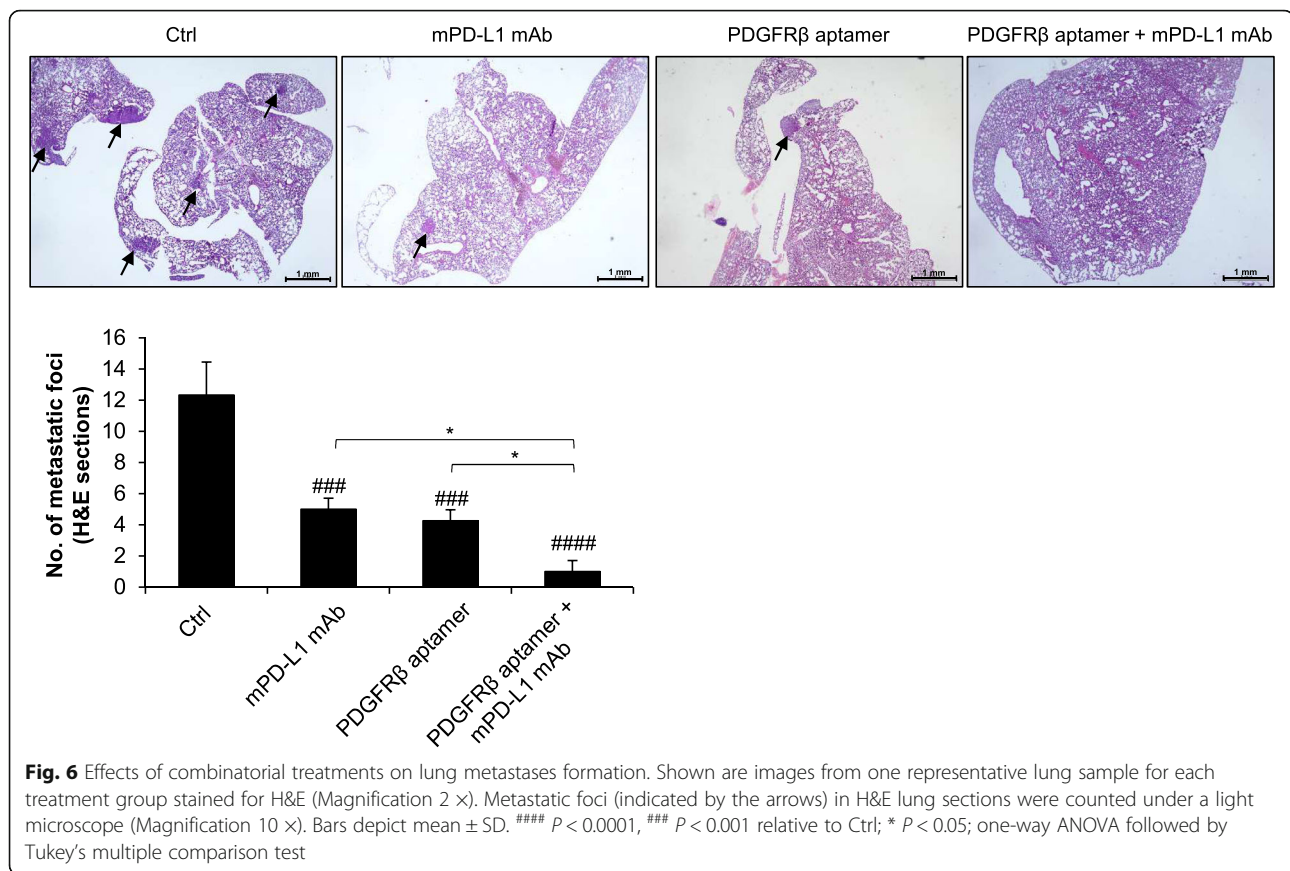 Ctrl mPD-L1 mAb PDGFRβ aptamer PDGFRβ aptamer + mPD-L1 mAb
1 mm 1 mm 1 mm 1 mm
No. of metastatic foci
(H&E sections)
16
14
12
10
8
6
4
2
0
*
*
### ### ####
Ctrl
mPD-L1 mAb
PDGFRβ aptamer
PDGFRβ aptamer +
mPD-L1 mAb
Fig. 6 Effects of combinatorial treatments on lung metastases formation. Shown are images from one representative lung sample for each
treatment group stained for H&E (Magnification 2 ×). Metastatic foci (indicated by the arrows) in H&E lung sections were counted under a light
microscope (Magnification 10 ×). Bars depict mean ± SD. #### P < 0.0001, ### P < 0.001 relative to Ctrl; * P < 0.05; one-way ANOVA followed by
Tukey's multiple comparison test